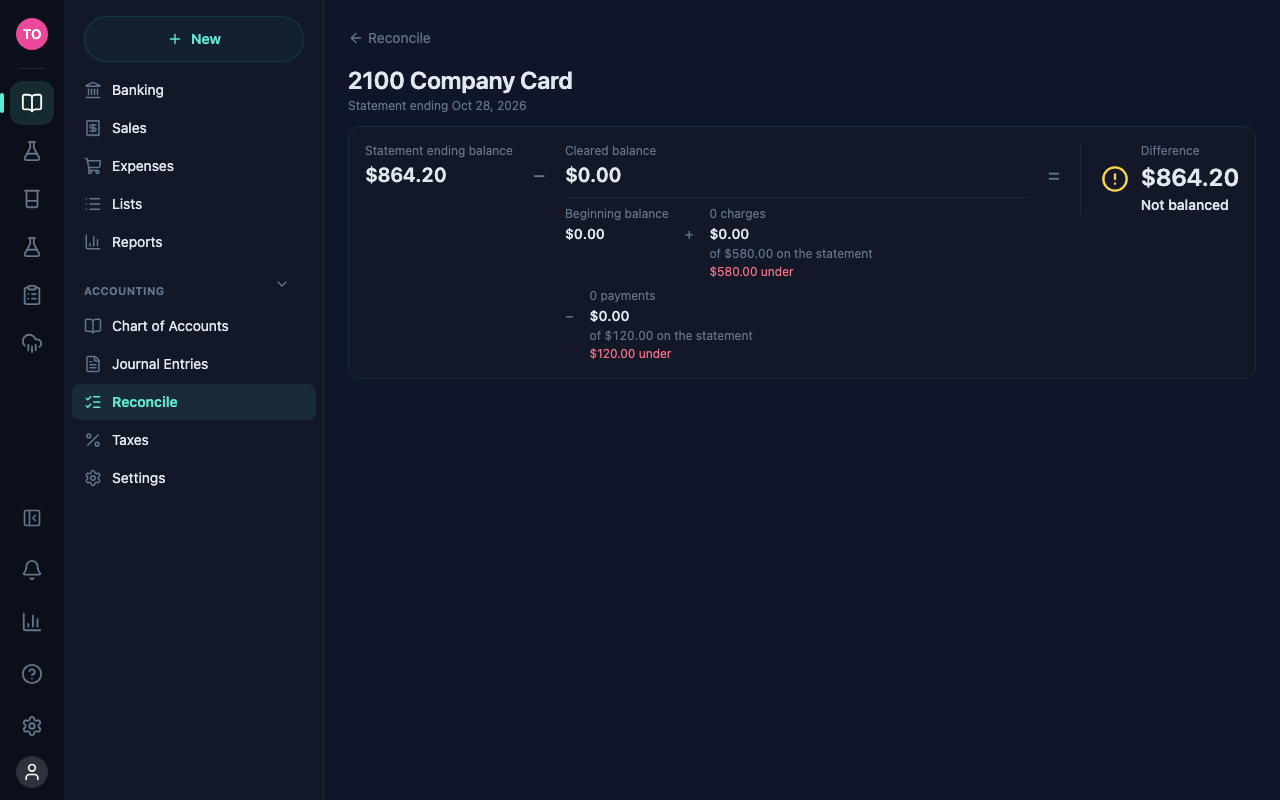 TO
New
Banking
Sales
Expenses
Lists
Reports
ACCOUNTING
Chart of Accounts
Journal Entries
Reconcile
Taxes
Settings
Reconcile
2100 Company Card
Statement ending Oct 28, 2026
Statement ending balance
$864.20
–
Cleared balance
$0.00
Beginning balance
$0.00
+
0 charges
$0.00
of $580.00 on the statement
$580.00 under
–
0 payments
$0.00
of $120.00 on the statement
$120.00 under
=
Difference
$864.20
Not balanced